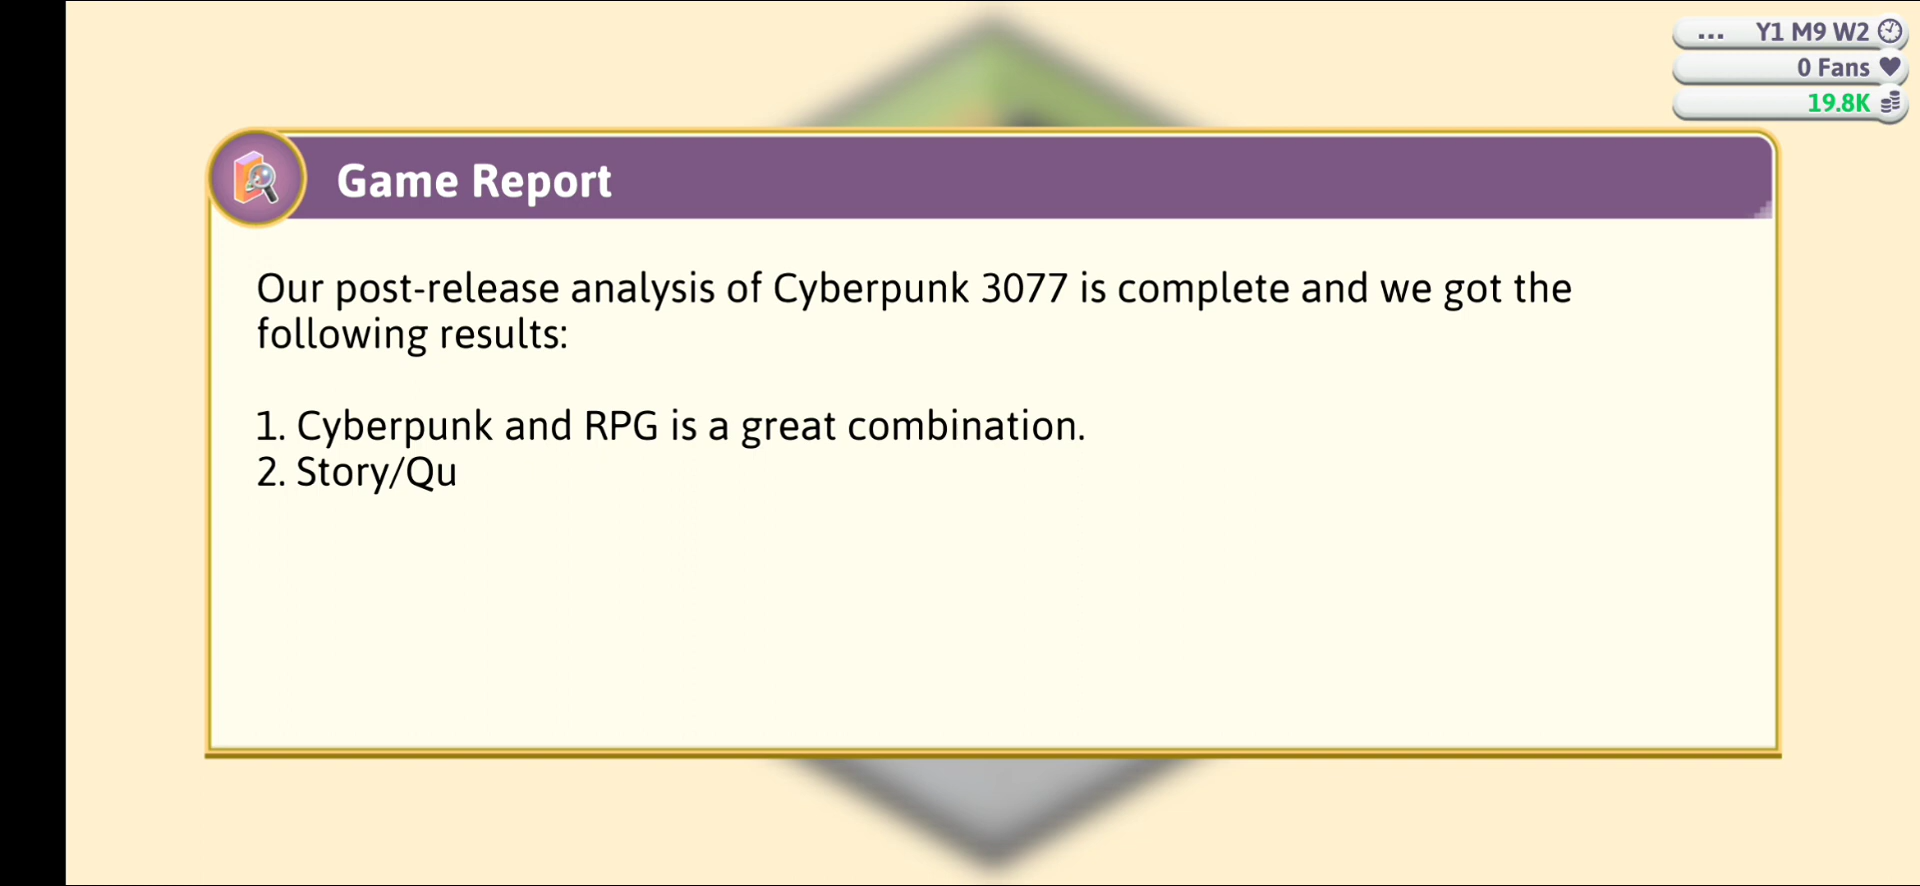 ... Y1 M9 W2
0 Fans
19.8K
Game Report
Our post-release analysis of Cyberpunk 3077 is complete and we got the
following results:
1. Cyberpunk and RPG is a great combination.
2. Story/Qu